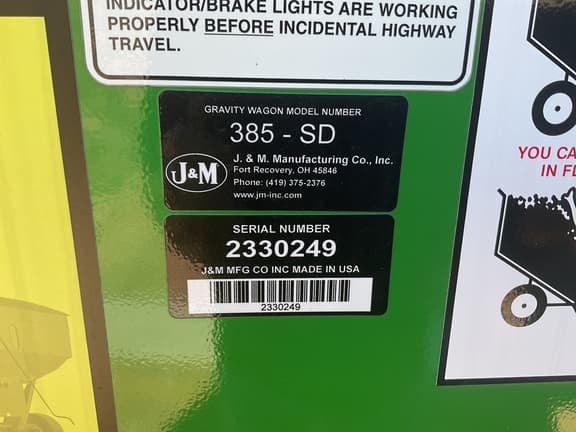 INDICATOR/BRAKE LIGHTS ARE WORKING
PROPERLY BEFORE INCIDENTAL HIGHWAY
TRAVEL.
GRAVITY WAGON MODEL NUMBER
385 - SD
J&M
J. & M. Manufacturing Co., Inc.
Fort Recovery, OH 45846
Phone: (419) 375-2376
www.jm-inc.com
SERIAL NUMBER
2330249
J&M MFG CO INC MADE IN USA
2330249
YOU CA
IN FL